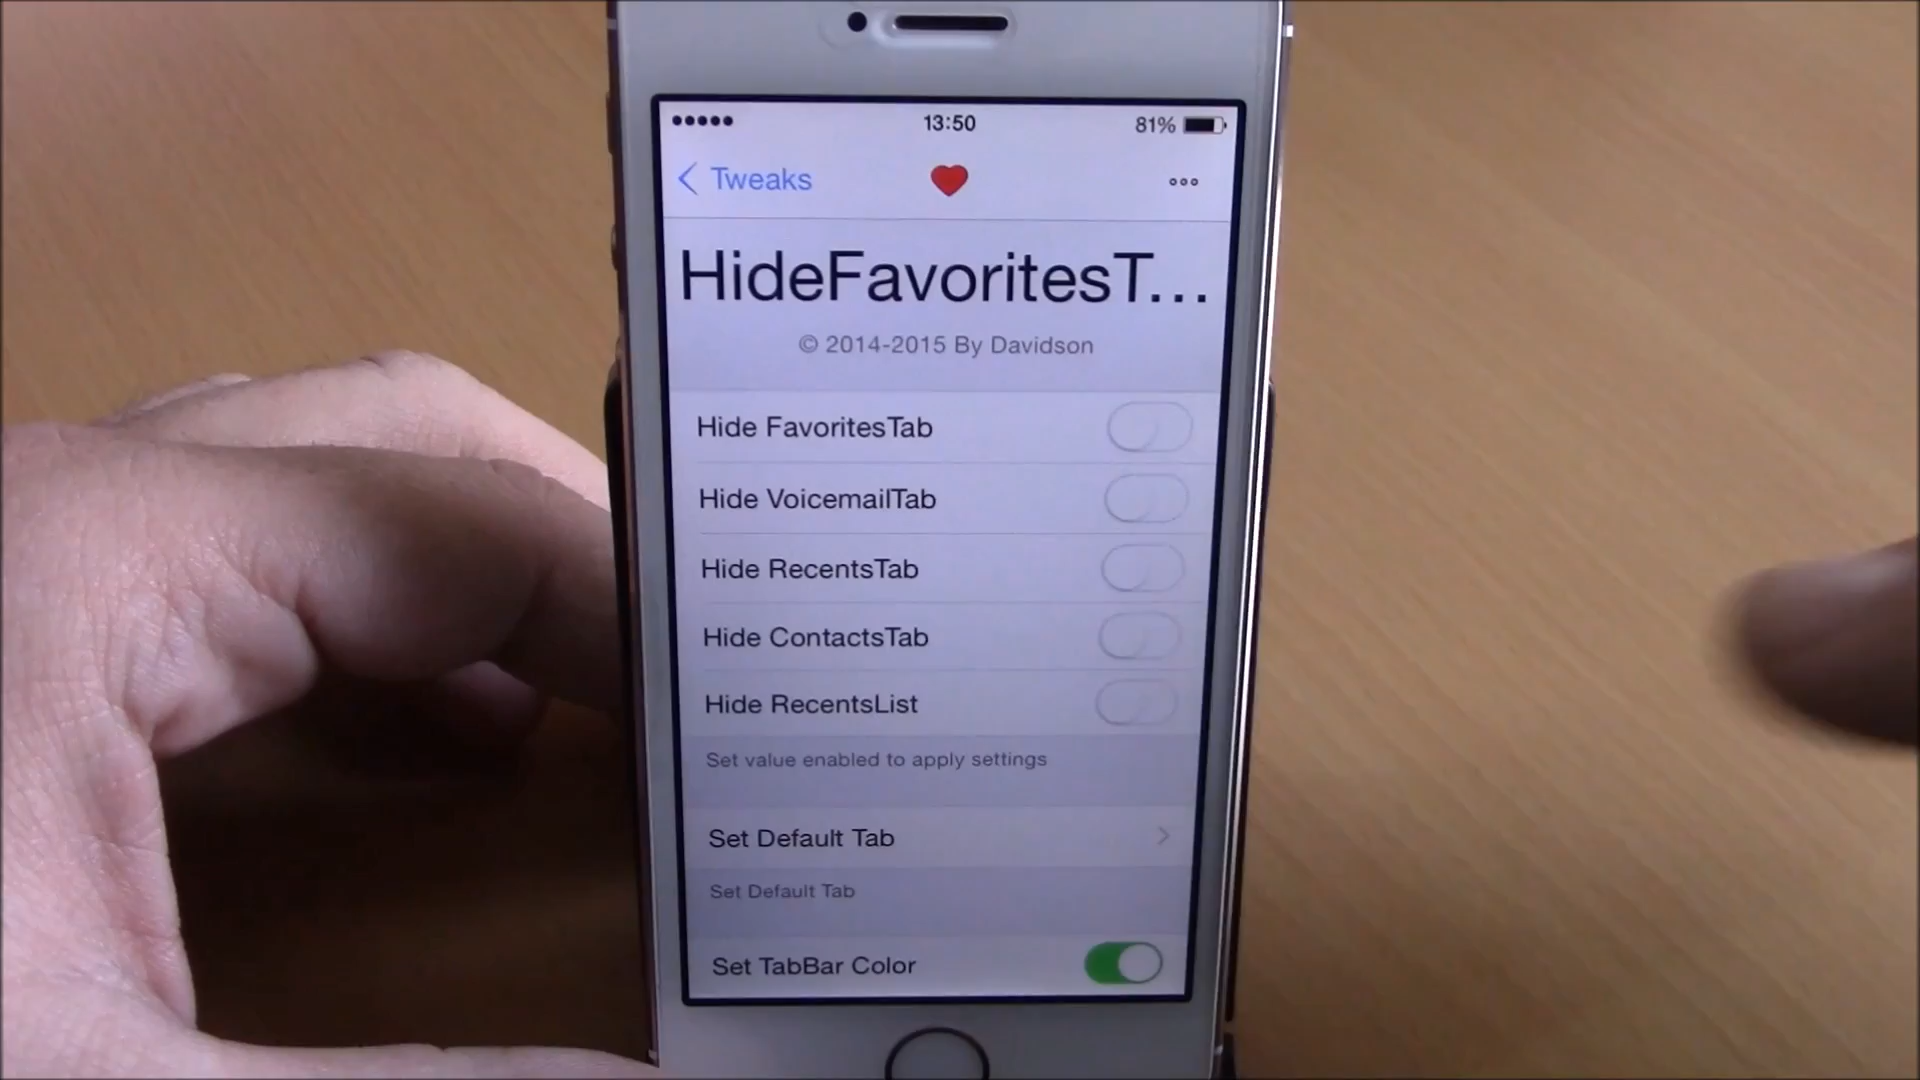 13:50
81%
Tweaks
HideFavoritesT...
© 2014-2015 By Davidson
Hide FavoritesTab
Hide VoicemailTab
Hide RecentsTab
Hide ContactsTab
Hide RecentsList
Set value enabled to apply settings
Set Default Tab
Set Default Tab
Set TabBar Color